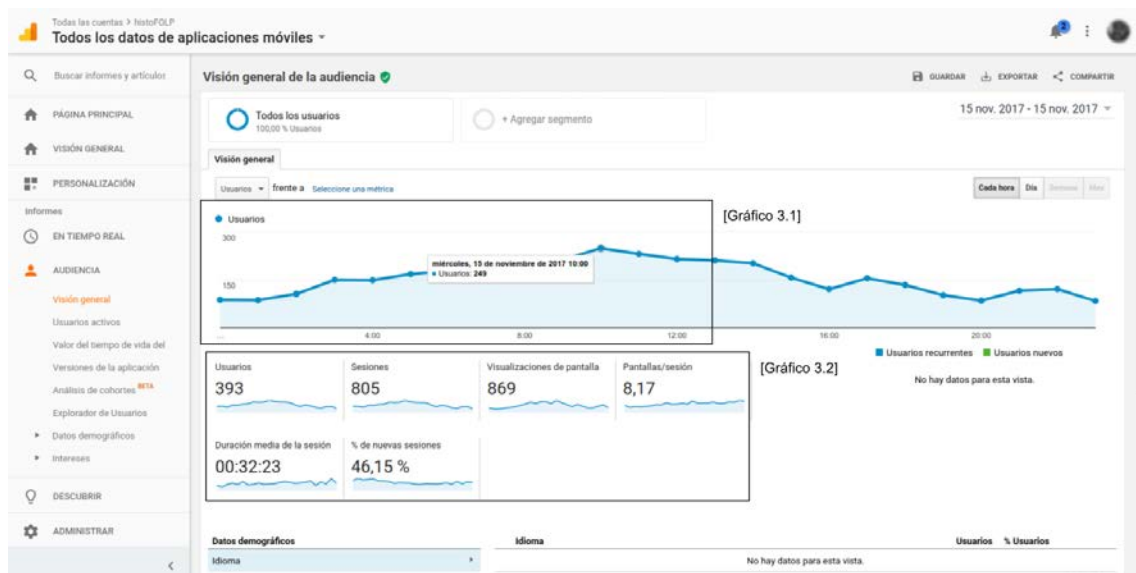 Todas las cuentas > histoFOLP
Todos los datos de aplicaciones móviles
2
Buscar informes y artículos
Visión general de la audiencia
GUARDAR
EXPORTAR
COMPARTIR
PÁGINA PRINCIPAL
Todos los usuarios
100,00 % Usuarios
+ Agregar segmento
15 nov. 2017 - 15 nov. 2017
VISIÓN GENERAL
Visión general
PERSONALIZACIÓN
Usuarios
frente a
Seleccione una métrica
Cada hora
Día
Semana
Mes
Informes
EN TIEMPO REAL
AUDIENCIA
Visión general
Usuarios activos
Valor del tiempo de vida del
Versiones de la aplicación
Análisis de cohortes BETA
Explorador de Usuarios
Datos demográficos
Intereses
DESCUBRIR
ADMINISTRAR
Usuarios
[Gráfico 3.1]
300
miércoles, 15 de noviembre de 2017 10:00
Usuarios: 249
150
... 4:00 8:00 12:00 16:00 20:00
Usuarios recurrentes
Usuarios nuevos
No hay datos para esta vista.
[Gráfico 3.2]
Usuarios
393
Sesiones
805
Visualizaciones de pantalla
869
Pantallas/sesión
8,17
Duración media de la sesión
00:32:23
% de nuevas sesiones
46,15 %
Datos demográficos
Idioma
Idioma
Usuarios
% Usuarios
No hay datos para esta vista.